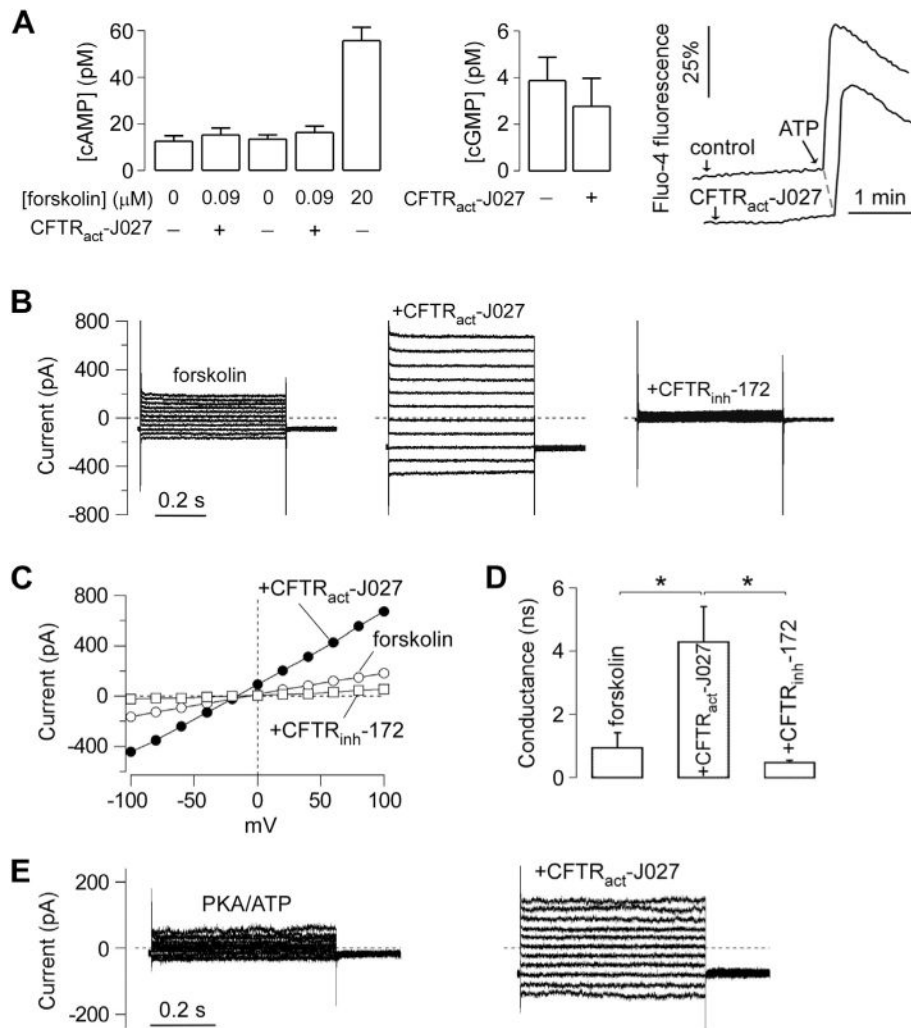 A
[cAMP] (pM)
60
40
20
0
[forskolin] (μM) 0 0.09 0 0.09 20
CFTRact-J027 – + – + –
[cGMP] (pM)
6
4
2
0
CFTRact-J027 – +
Fluo-4 fluorescence
25%
ATP
control
CFTRact-J027
1 min
B
Current (pA)
800
400
0
-400
-800
forskolin
0.2 s
+CFTRact-J027
+CFTRinh-172
C
Current (pA)
800
400
0
-400
+CFTRact-J027
forskolin
+CFTRinh-172
-100 -50 0 50 100
mV
D
Conductance (ns)
6
4
2
0
* *
forskolin
+CFTRact-J027
+CFTRinh-172
E
Current (pA)
200
0
-200
PKA/ATP
0.2 s
+CFTRact-J027